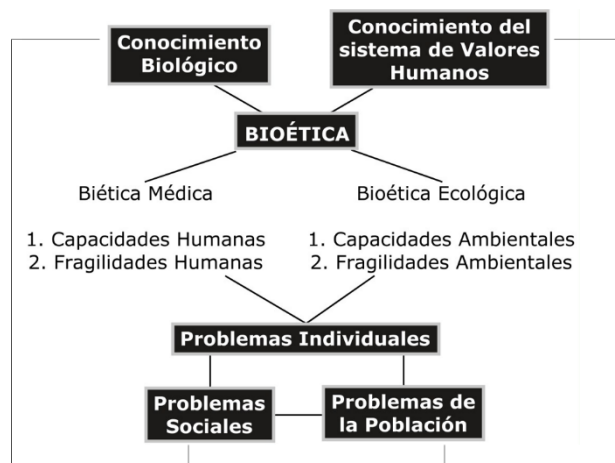 Conocimiento
Biológico
Conocimiento del
sistema de Valores
Humanos
BIOÉTICA
Biética Médica
Bioética Ecológica
1. Capacidades Humanas
2. Fragilidades Humanas
1. Capacidades Ambientales
2. Fragilidades Ambientales
Problemas Individuales
Problemas
Sociales
Problemas de
la Población